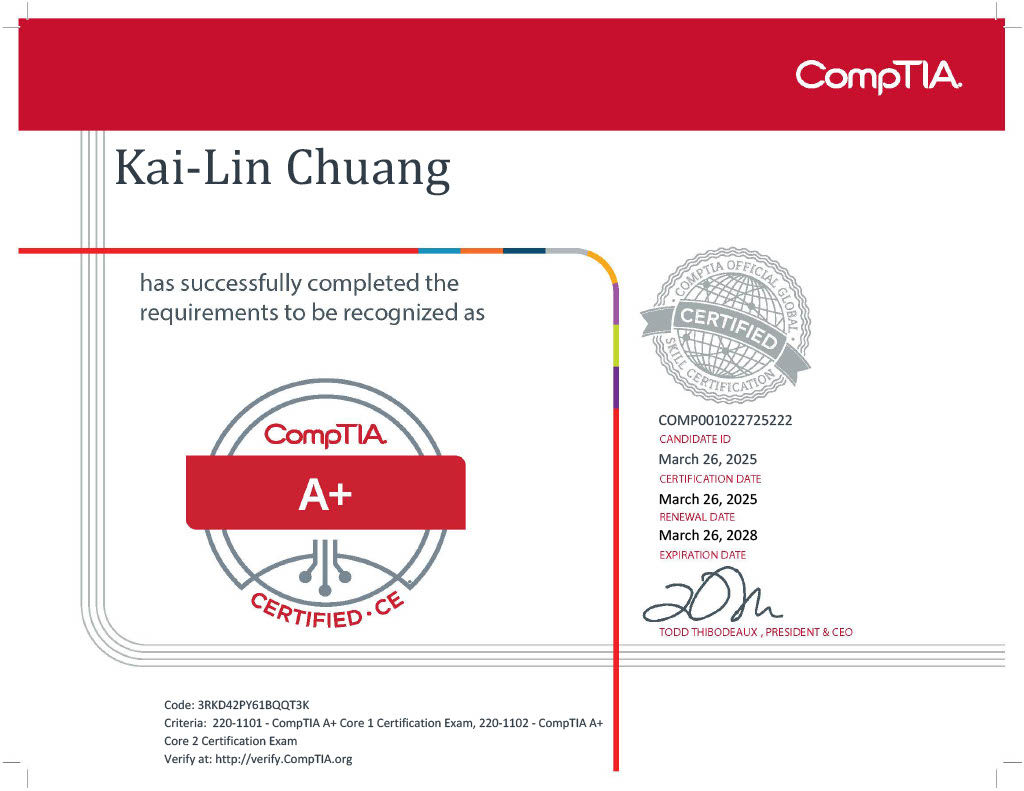 CompTIA.
Kai-Lin Chuang
has successfully completed the
requirements to be recognized as
COMPTIA OFFICIAL GLOBAL
CERTIFIED
SKILL CERTIFICATION
CompTIA.
A+
CERTIFIED • CE
COMP001022725222
CANDIDATE ID
March 26, 2025
CERTIFICATION DATE
March 26, 2025
RENEWAL DATE
March 26, 2028
EXPIRATION DATE
TODD THIBODEAUX , PRESIDENT & CEO
Code: 3RKD42PY61BQQT3K
Criteria: 220-1101 - CompTIA A+ Core 1 Certification Exam, 220-1102 - CompTIA A+
Core 2 Certification Exam
Verify at: http://verify.CompTIA.org